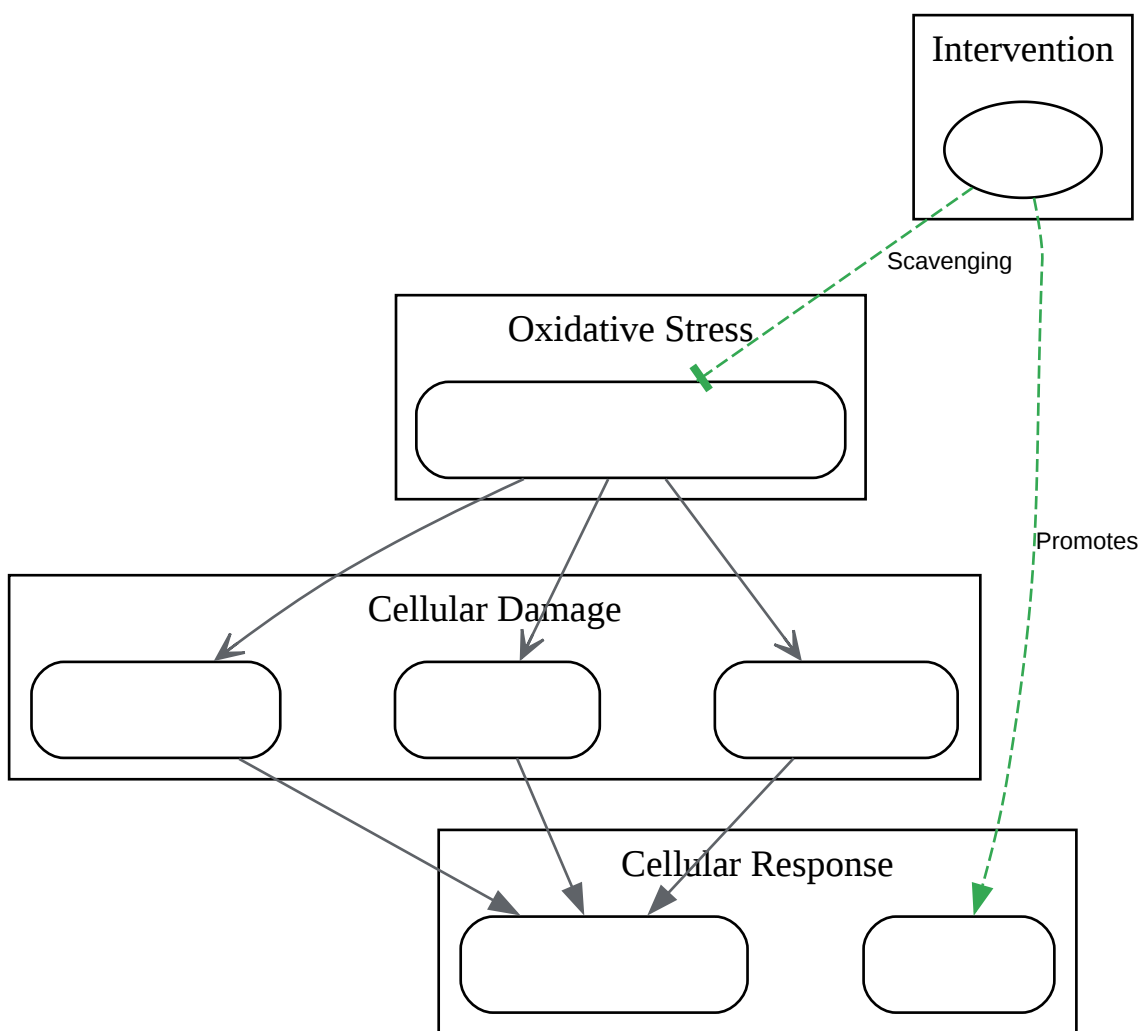 Intervention
Scavenging
Oxidative Stress
Promotes
Cellular Damage
Cellular Response